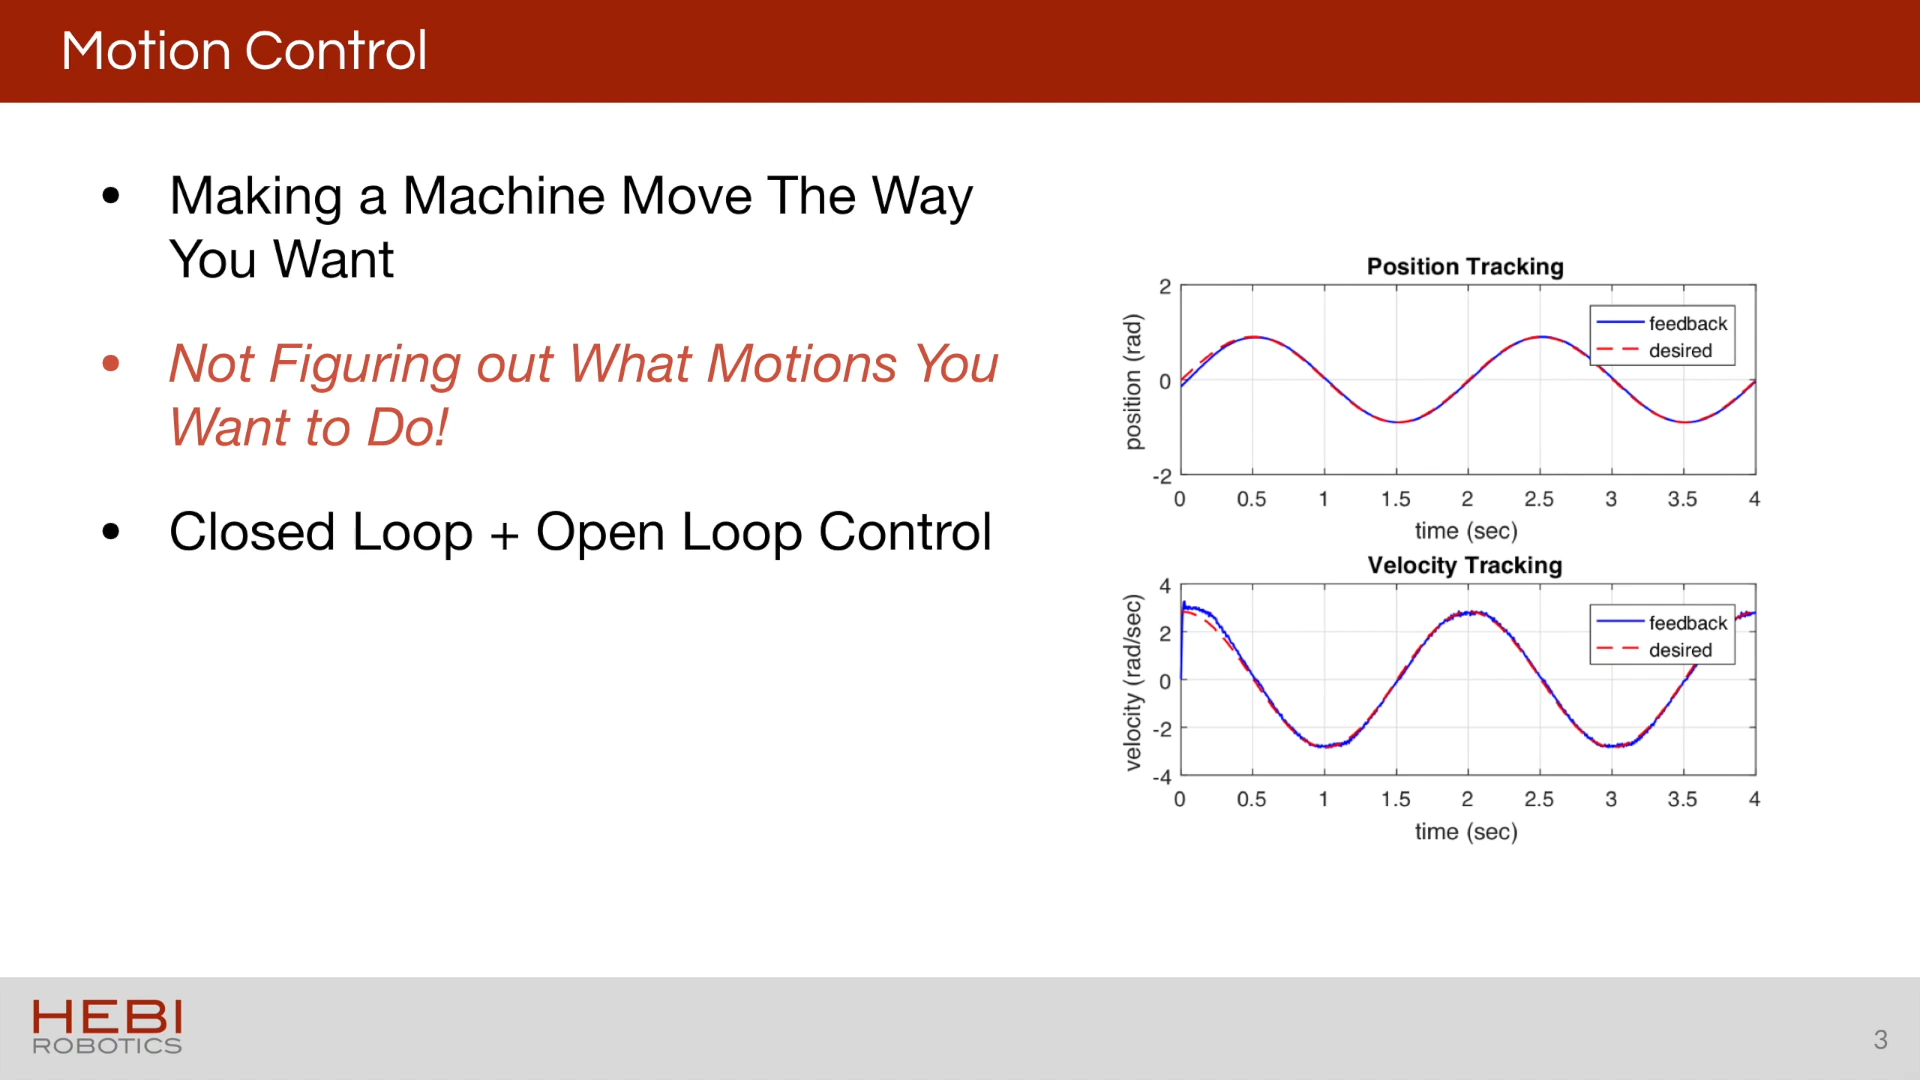 Motion Control
• Making a Machine Move The Way
You Want
• Not Figuring out What Motions You
Want to Do!
• Closed Loop + Open Loop Control
Position Tracking
position (rad)
2
0
-2
feedback
desired
0 0.5 1 1.5 2 2.5 3 3.5 4
time (sec)
Velocity Tracking
velocity (rad/sec)
4
2
0
-2
-4
feedback
desired
0 0.5 1 1.5 2 2.5 3 3.5 4
time (sec)
HEBI
ROBOTICS
3